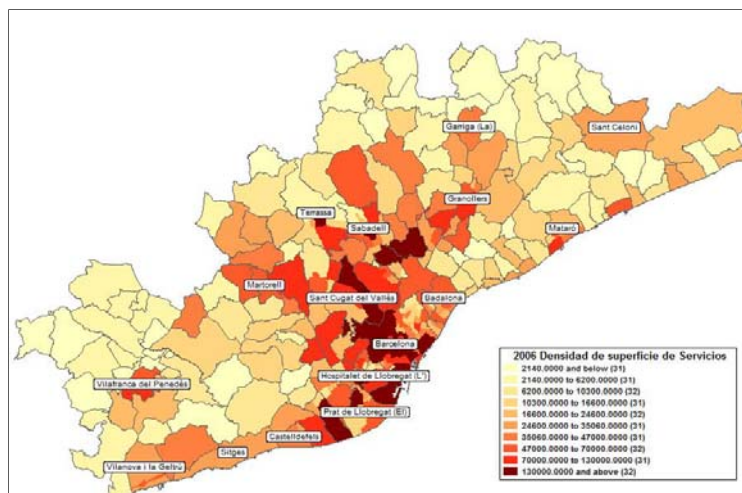 Garriga (La)
Sant Celoni
Granollers
Terrassa
Sabadell
Mataró
Martorell
Sant Cugat del Vallés
Badalona
Barcelona
Vilafranca del Penedès
Hospitalet de Llobregat (L')
Prat de Llobregat (El)
Castelldefels
Sitges
Vilanova i la Geltrú
2006 Densidad de superficie de Servicios
2140.0000 and below (31)
2140.0000 to 6200.0000 (31)
6200.0000 to 10300.0000 (32)
10300.0000 to 16600.0000 (31)
16600.0000 to 24600.0000 (32)
24600.0000 to 35060.0000 (31)
35060.0000 to 47000.0000 (31)
47000.0000 to 70000.0000 (32)
70000.0000 to 130000.0000 (31)
130000.0000 and above (32)